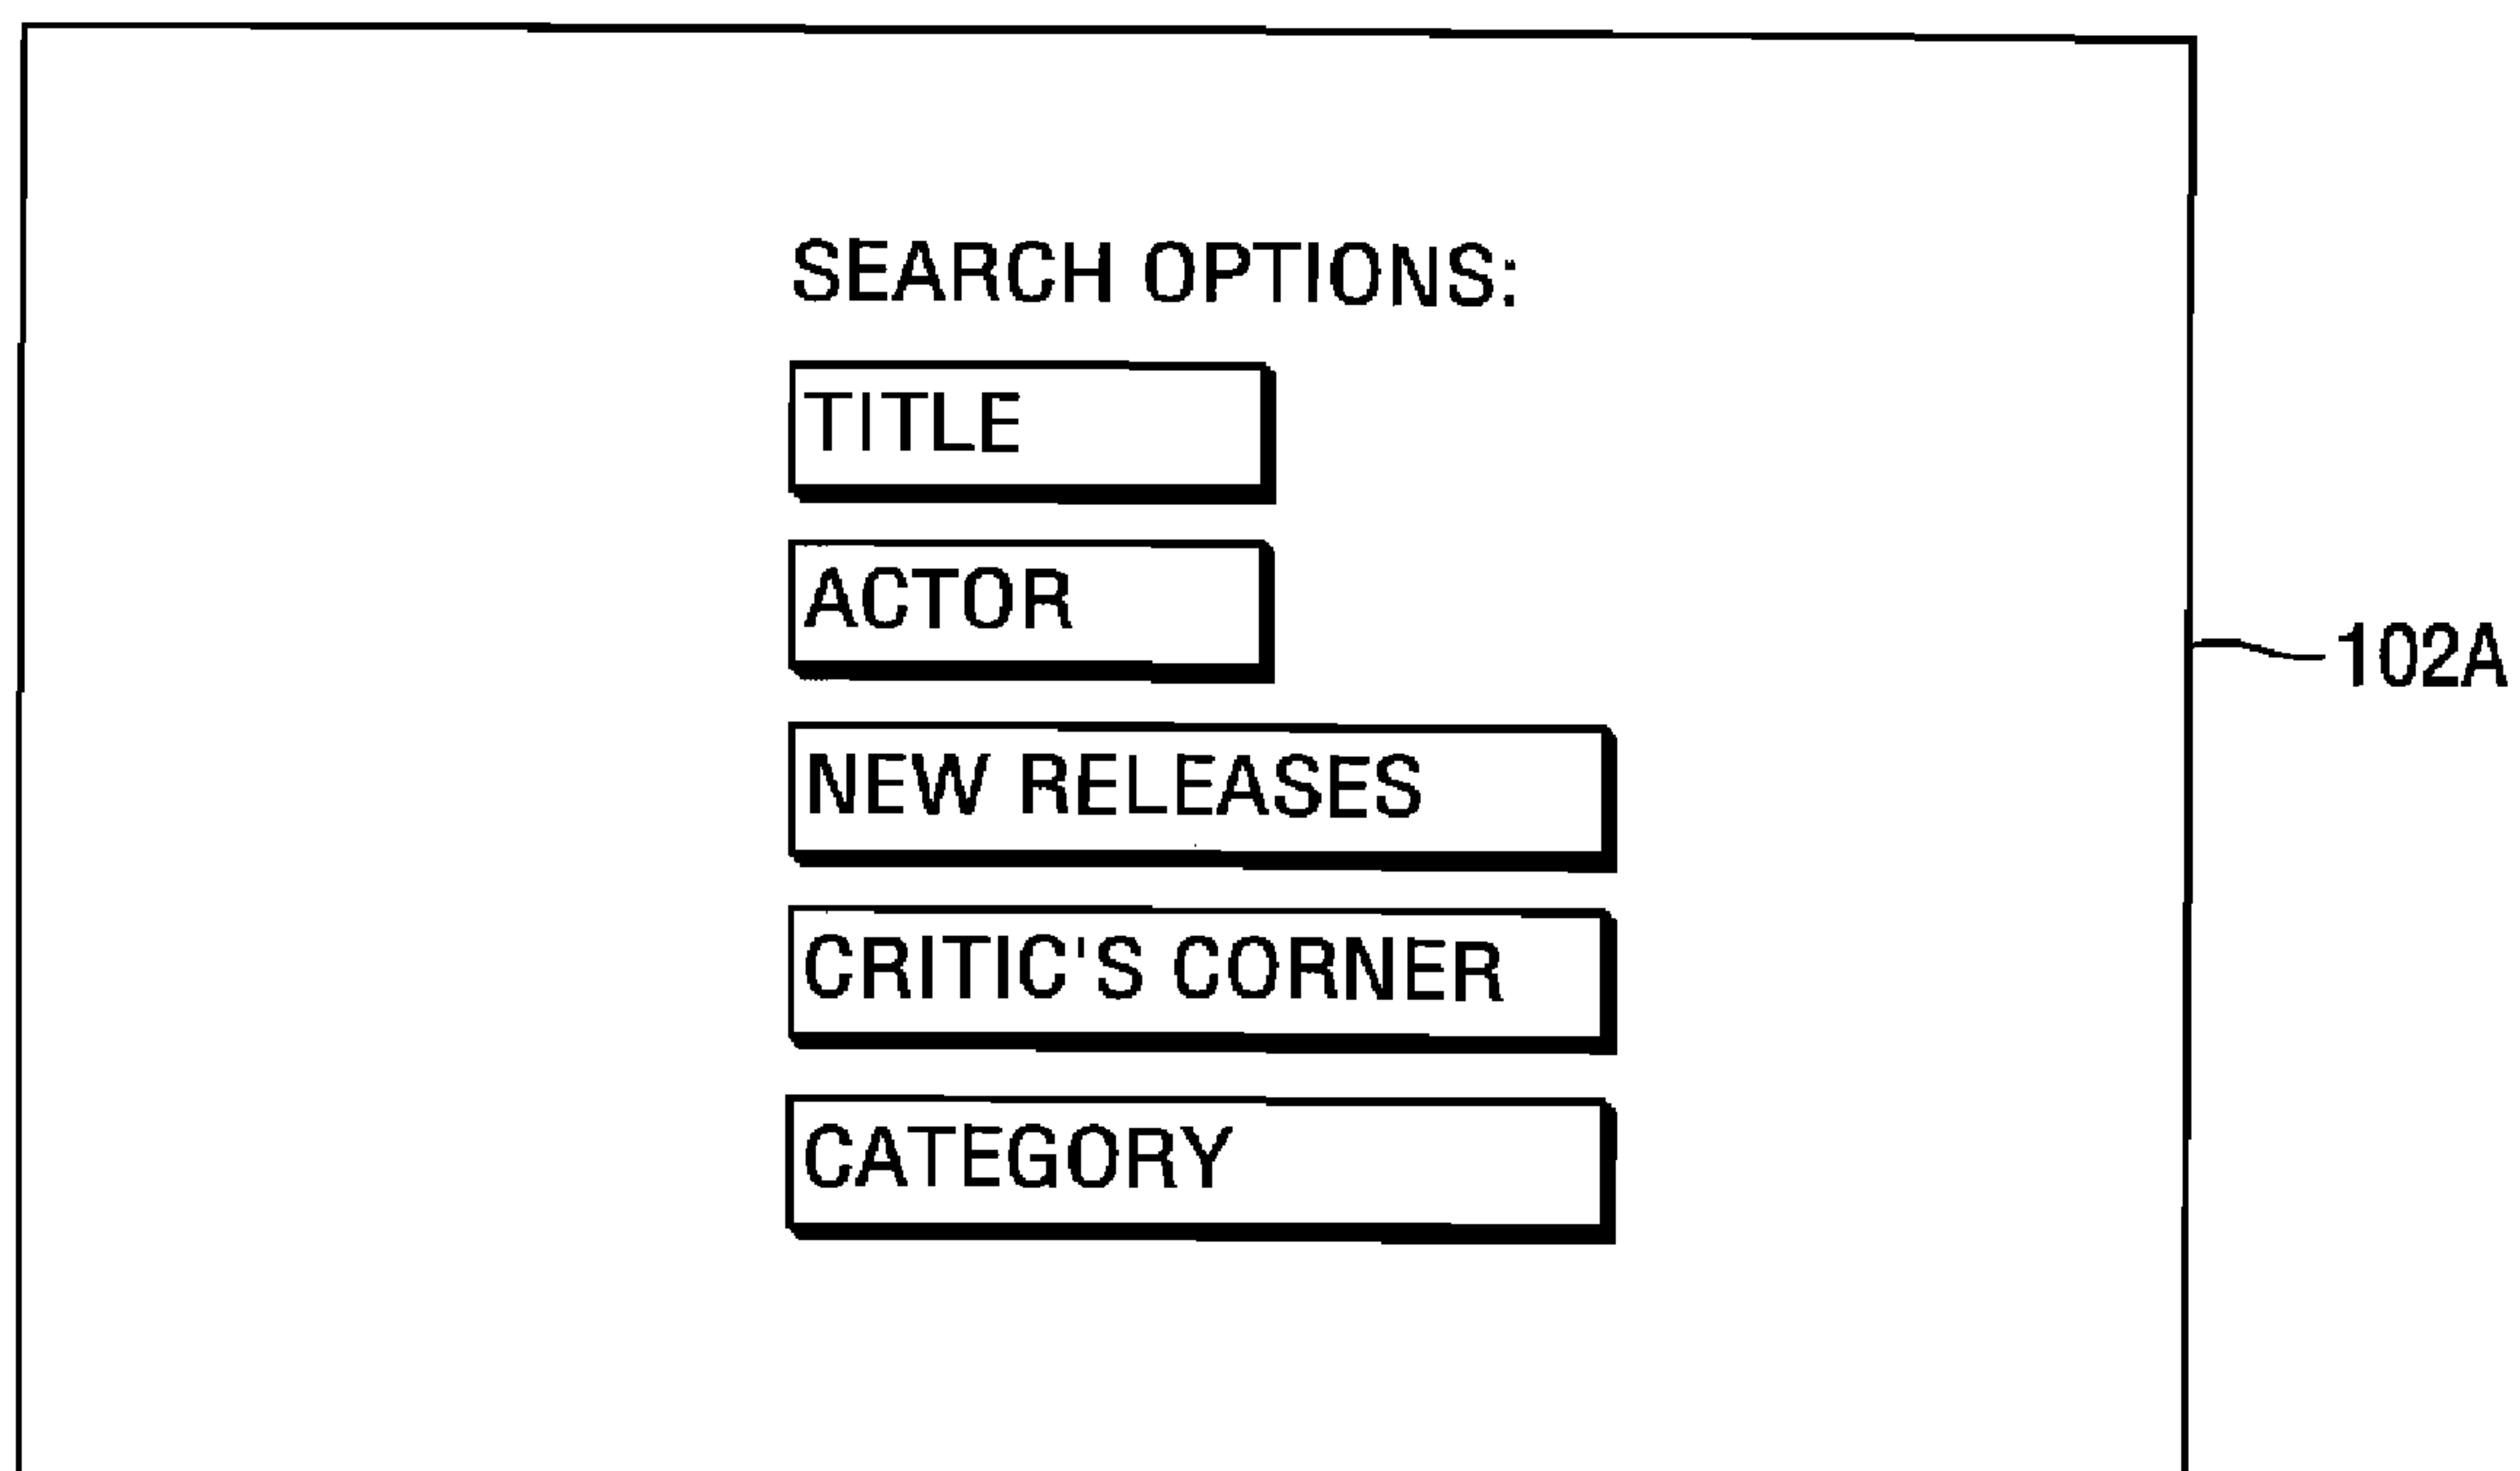 SEARCH OPTIONS:
TITLE
ACTOR
102A
NEW RELEASES
CRITIC'S CORNER
CATEGORY